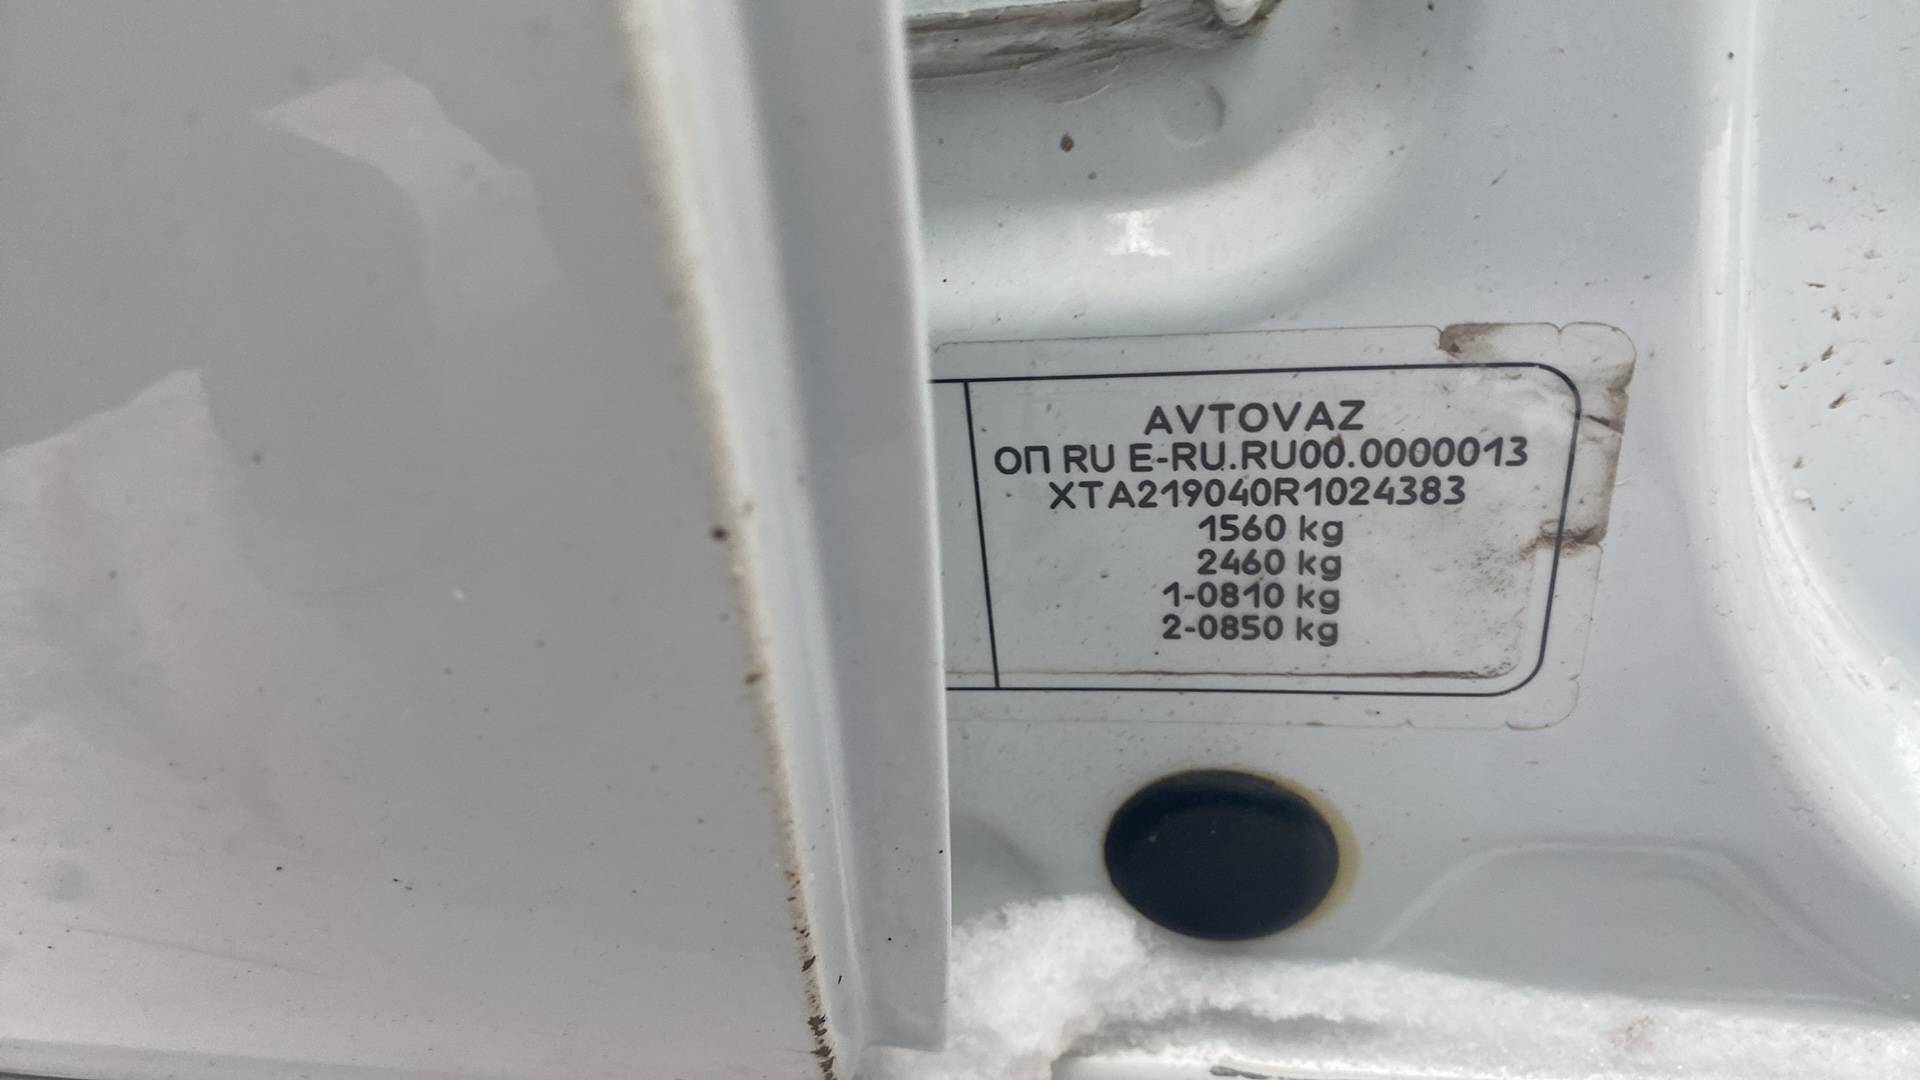 AVTOVAZ
ОП RU E-RU.RU00.0000013
XTA219040R1024383
1560 kg
2460 kg
1-0810 kg
2-0850 kg